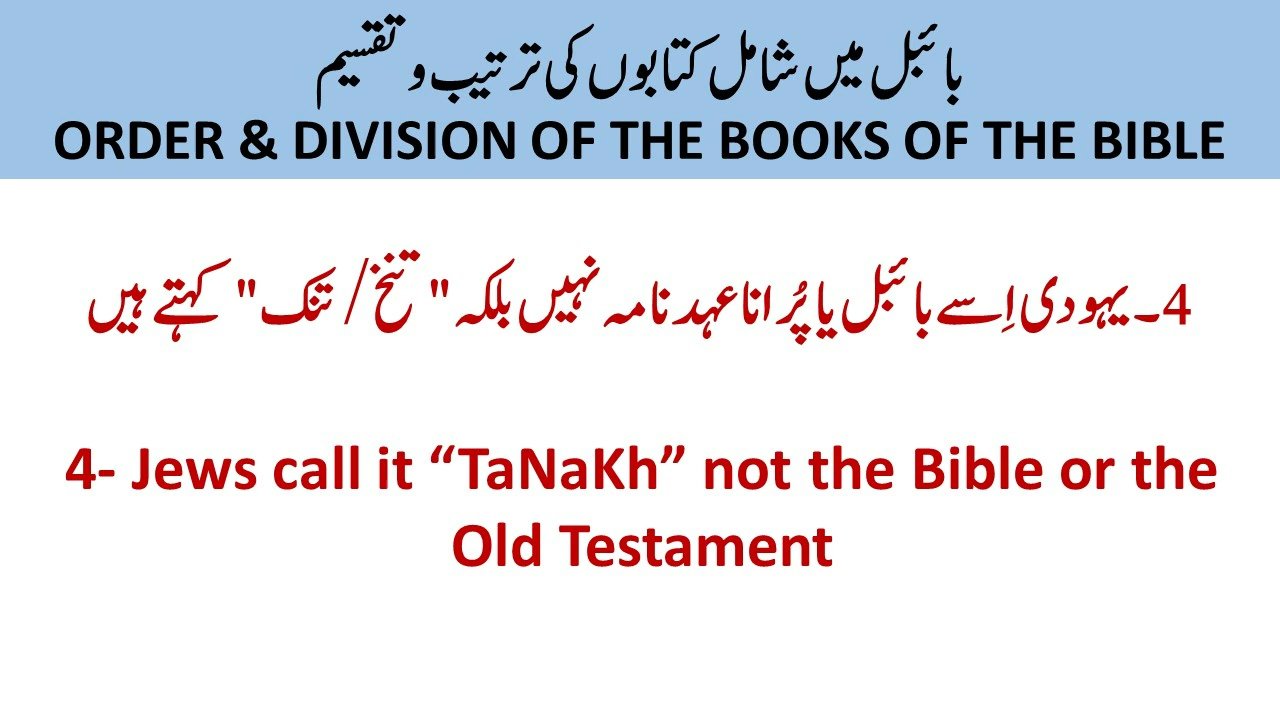 بائبل میں شامل کتابوں کی ترتیب و تقسیم
ORDER & DIVISION OF THE BOOKS OF THE BIBLE
4۔ یہودی اِسے بائبل یا پُرانا عہد نامہ نہیں بلکہ "تنخ/تنک" کہتے ہیں
4- Jews call it “TaNaKh” not the Bible or the
Old Testament